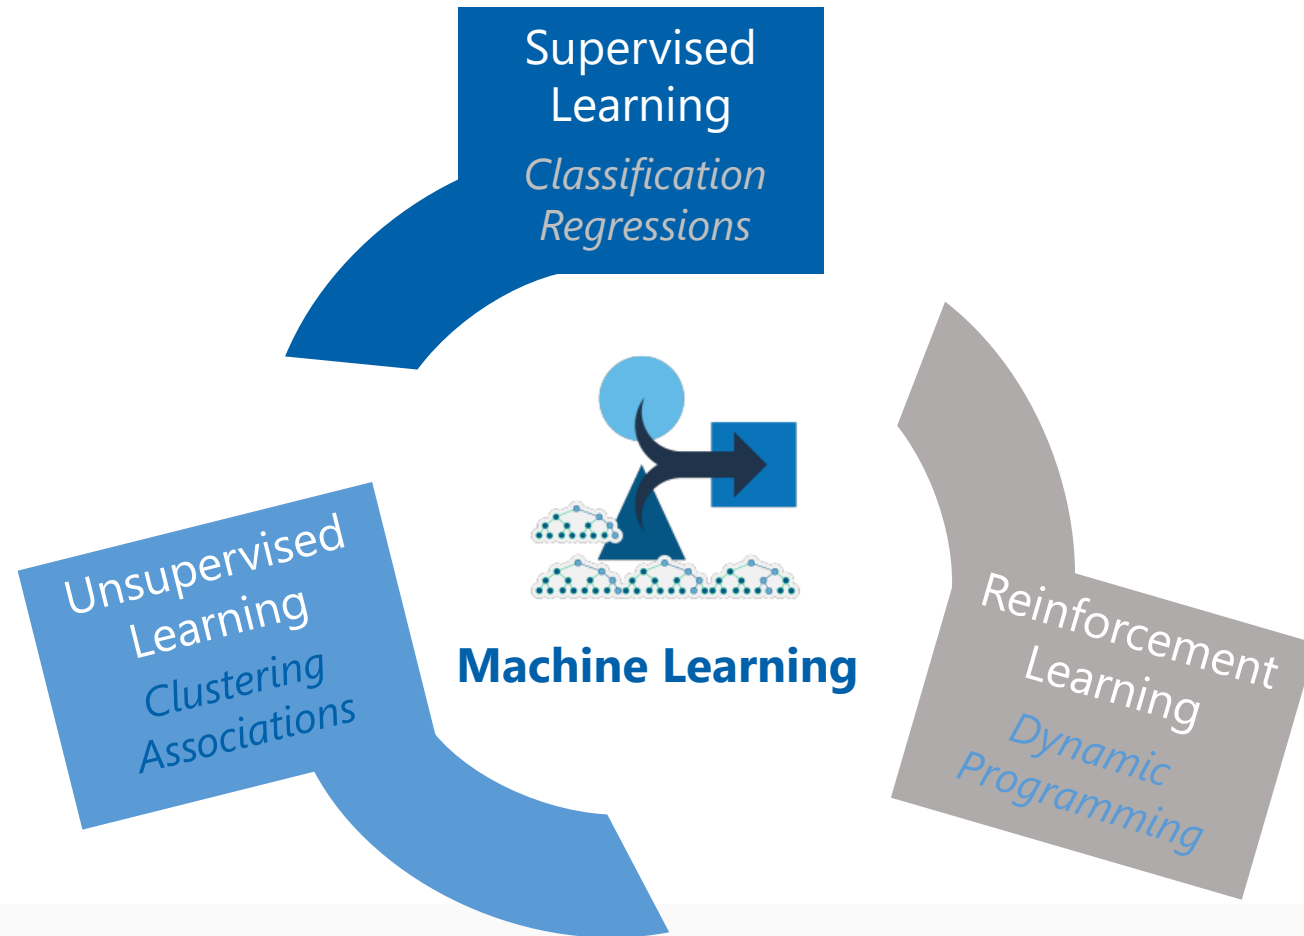 Supervised
Learning
Classification
Regressions
Unsupervised
Learning
Clustering
Associations
Machine Learning
Reinforcement
Learning
Dynamic
Programming